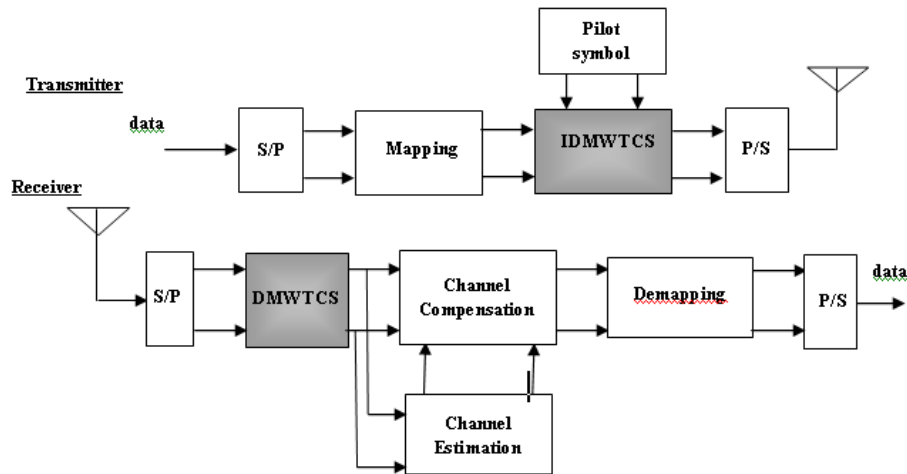 Pilot
symbol
Transmitter
data
S/P
Mapping
IDMWTCS
P/S
Receiver
S/P
DMWTCS
Channel
Compensation
Demapping
P/S
data
Channel
Estimation